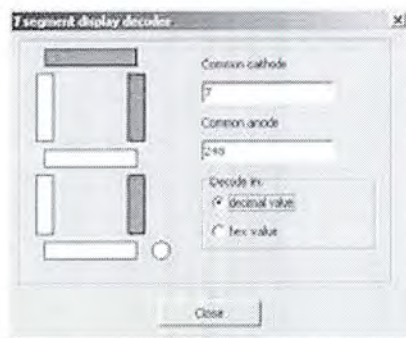 7 segment display decoder
Common cathode
7
Common anode
248
Decode in:
decimal value
hex value
Close